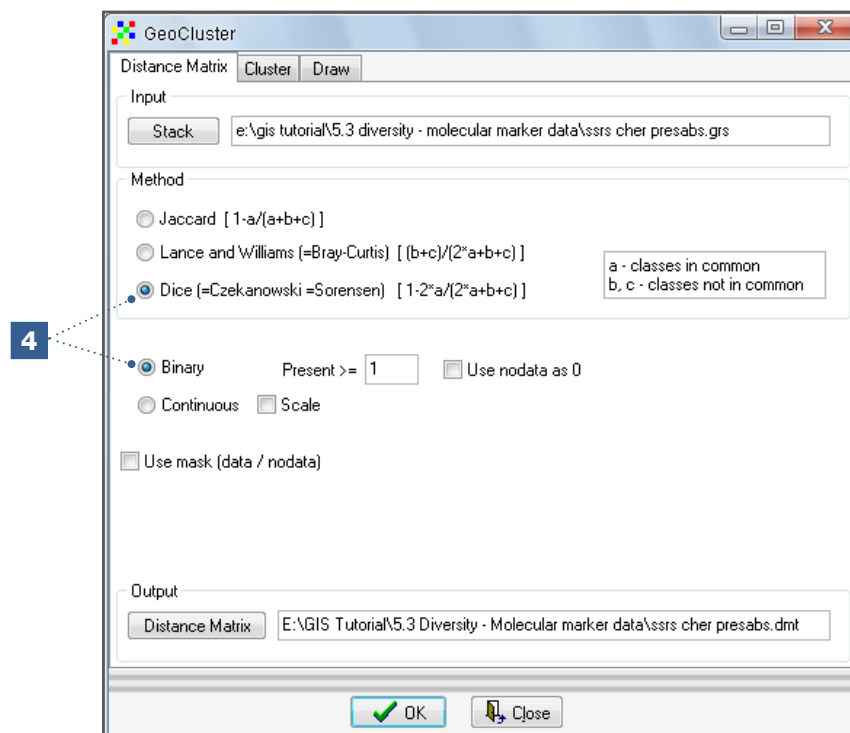 GeoCluster
Distance Matrix Cluster Draw
Input
Stack e:\gis tutorial\5.3 diversity - molecular marker data\ssrs cher presabs.grs
Method
Jaccard [ 1-a/(a+b+c) ]
Lance and Williams (=Bray-Curtis) [ (b+c)/(2*a+b+c) ]
a - classes in common
b, c - classes not in common
Dice (=Czekanowski =Sorensen) [ 1-2*a/(2*a+b+c) ]
4
Binary Present >= 1 Use nodata as 0
Continuous Scale
Use mask (data / nodata)
Output
Distance Matrix E:\GIS Tutorial\5.3 Diversity - Molecular marker data\ssrs cher presabs.dmt
OK Close